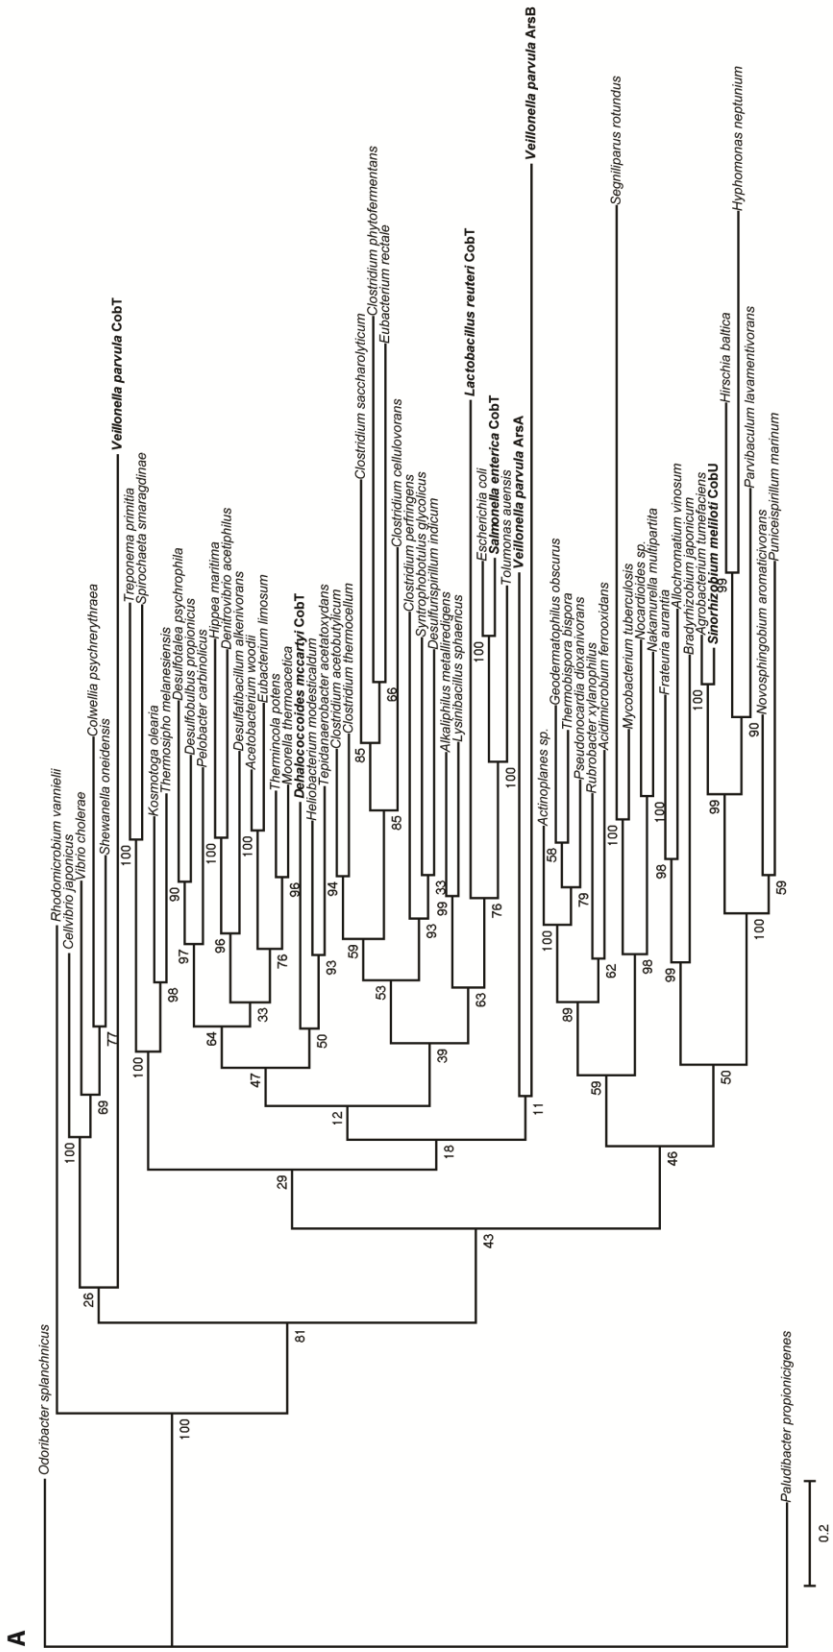 A
Odoribacter splanchnicus
Rhodomicrobium vannielii
Cellvibrio japonicus
Vibrio cholerae
Colwellia psychrerythraea
Shewanella oneidensis
Veillonella parvula CobT
Treponema primitia
Spirochaeta smaragdinae
Kosmotoga olearia
Thermosipho melanesiensis
Desulfotalea psychrophila
Desulfobulbus propionicus
Pelobacter carbinolicus
Hippea maritima
Denitrovibrio acetiphilus
Desulfatibacillum alkenivorans
Acetobacterium woodii
Eubacterium limosum
Thermincola potens
Moorella thermoacetica
Dehalococcoides mccartyi CobT
Heliobacterium modesticaldum
Tepidanaerobacter acetatoxydans
Clostridium acetobutylicum
Clostridium thermocellum
Clostridium saccharolyticum
Clostridium phytofermentans
Eubacterium rectale
Clostridium cellulovorans
Clostridium perfringens
Syntrophobotulus glycolicus
Desulfurispirillum indicum
Alkaliphilus metalliredigens
Lysinibacillus sphaericus
Lactobacillus reuteri CobT
Escherichia coli
Salmonella enterica CobT
Tolumonas auensis
Veillonella parvula ArsA
Veillonella parvula ArsB
Actinoplanes sp.
Geodermatophilus obscurus
Thermobispora bispora
Pseudonocardia dioxanivorans
Rubrobacter xylanophilus
Acidimicrobium ferrooxidans
Segniliparus rotundus
Mycobacterium tuberculosis
Nocardioides sp.
Nakamurella multipartita
Frateuria aurantia
Allochromatium vinosum
Bradyrhizobium japonicum
Agrobacterium tumefaciens
Sinorhizobium meliloti CobU
Hirschia baltica
Hyphomonas neptunium
Parvibaculum lavamentivorans
Novosphingobium aromaticivorans
Puniceispirillum marinum
Paludibacter propionicigenes
100
69
77
26
100
100
98
90
97
100
96
100
96
76
33
64
93
50
47
94
85
66
85
59
93
33
53
99
100
100
76
63
39
12
11
18
29
58
79
100
62
89
100
98
59
100
98
99
100
99
90
99
59
100
50
46
43
81
100
0.2